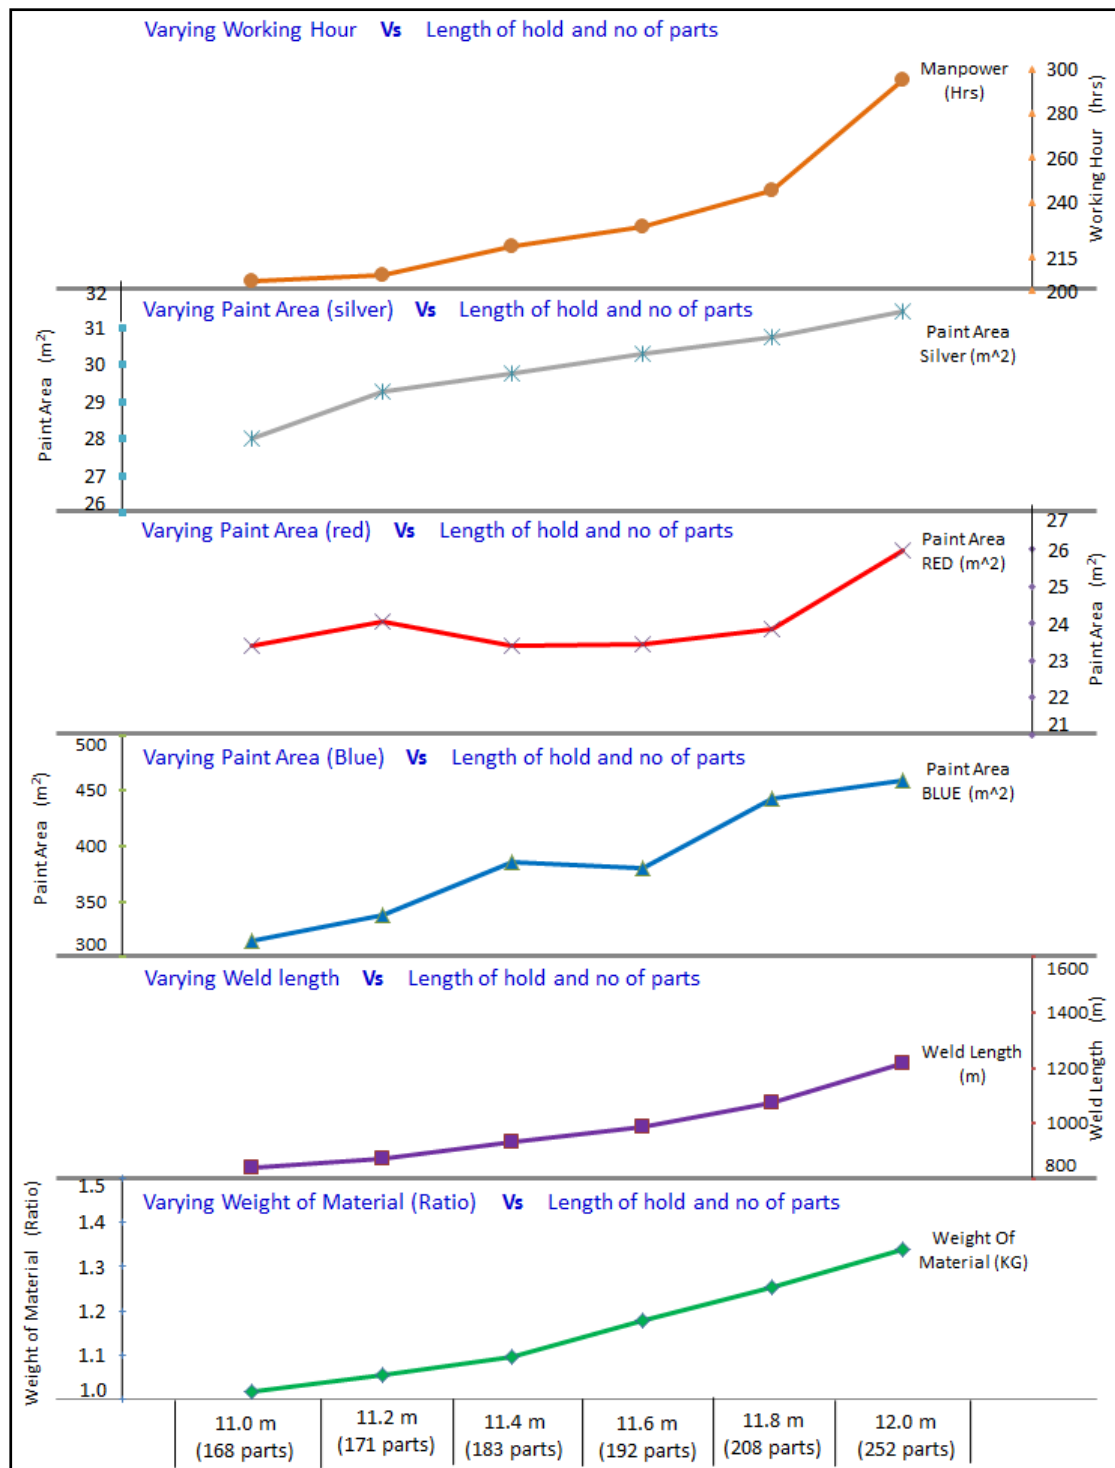 Varying Working Hour Vs Length of hold and no of parts
Manpower
(Hrs)
300
280
260
240
215
200
Working Hour (hrs)
Varying Paint Area (silver) Vs Length of hold and no of parts
Paint Area
Silver (m^2)
32
31
30
29
28
27
26
Paint Area (m²)
Varying Paint Area (red) Vs Length of hold and no of parts
Paint Area
RED (m^2)
27
26
25
24
23
22
21
Paint Area (m²)
Varying Paint Area (Blue) Vs Length of hold and no of parts
Paint Area
BLUE (m^2)
500
450
400
350
300
Paint Area (m²)
Varying Weld length Vs Length of hold and no of parts
Weld Length
(m)
1600
1400
1200
1000
800
Weld Length (m)
Varying Weight of Material (Ratio) Vs Length of hold and no of parts
Weight Of
Material (KG)
1.5
1.4
1.3
1.2
1.1
1.0
Weight of Material (Ratio)
11.0 m
(168 parts)
11.2 m
(171 parts)
11.4 m
(183 parts)
11.6 m
(192 parts)
11.8 m
(208 parts)
12.0 m
(252 parts)